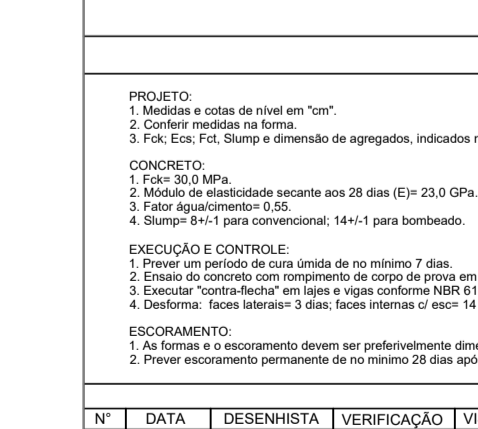 PROJETO:
1. Medidas e cotas de nível em "cm".
2. Conferir medidas na forma.
3. Fck; Ecs; Fct, Slump e dimensão de agregados, indicados
CONCRETO:
1. Fck= 30,0 MPa.
2. Módulo de elasticidade secante aos 28 dias (E)= 23,0 GPa.
3. Fator água/cimento= 0,55.
4. Slump= 8+/-1 para convencional; 14+/-1 para bombeado.
EXECUÇÃO E CONTROLE:
1. Prever um período de cura úmida de no mínimo 7 dias.
2. Ensaio do concreto com rompimento de corpo de prova em
3. Executar "contra-flecha" em lajes e vigas conforme NBR 61
4. Desforma: faces laterais= 3 dias; faces internas c/ esc= 14
ESCORAMENTO:
1. As formas e o escoramento devem ser preferivelmente dim
2. Prever escoramento permanente de no minimo 28 dias apó
N° DATA DESENHISTA VERIFICAÇÃO VI